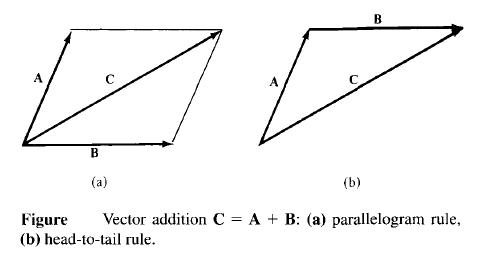 B
A
C
A
C
B
(a)
(b)
Figure Vector addition C = A + B: (a) parallelogram rule,
(b) head-to-tail rule.